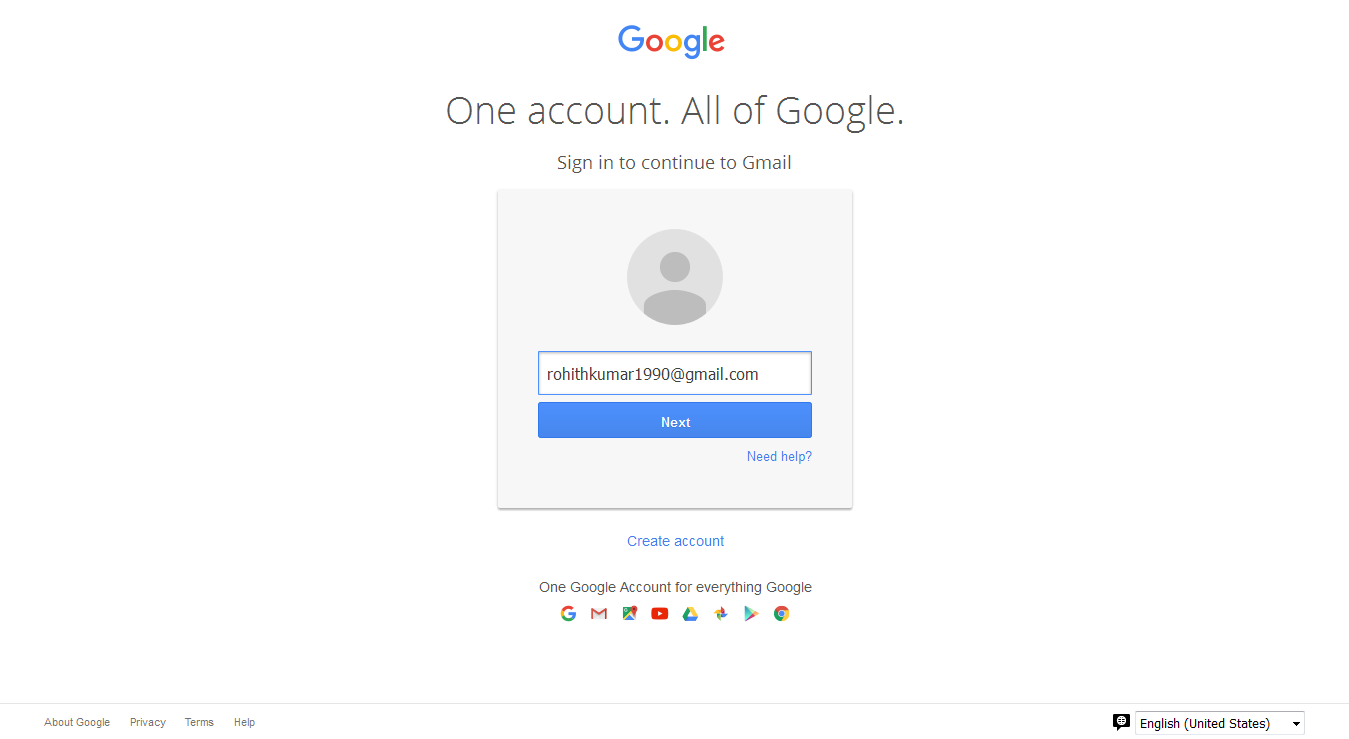 Google
One account. All of Google.
Sign in to continue to Gmail
rohithkumar1990@gmail.com
Next
Need help?
Create account
One Google Account for everything Google
About Google Privacy Terms Help English (United States)